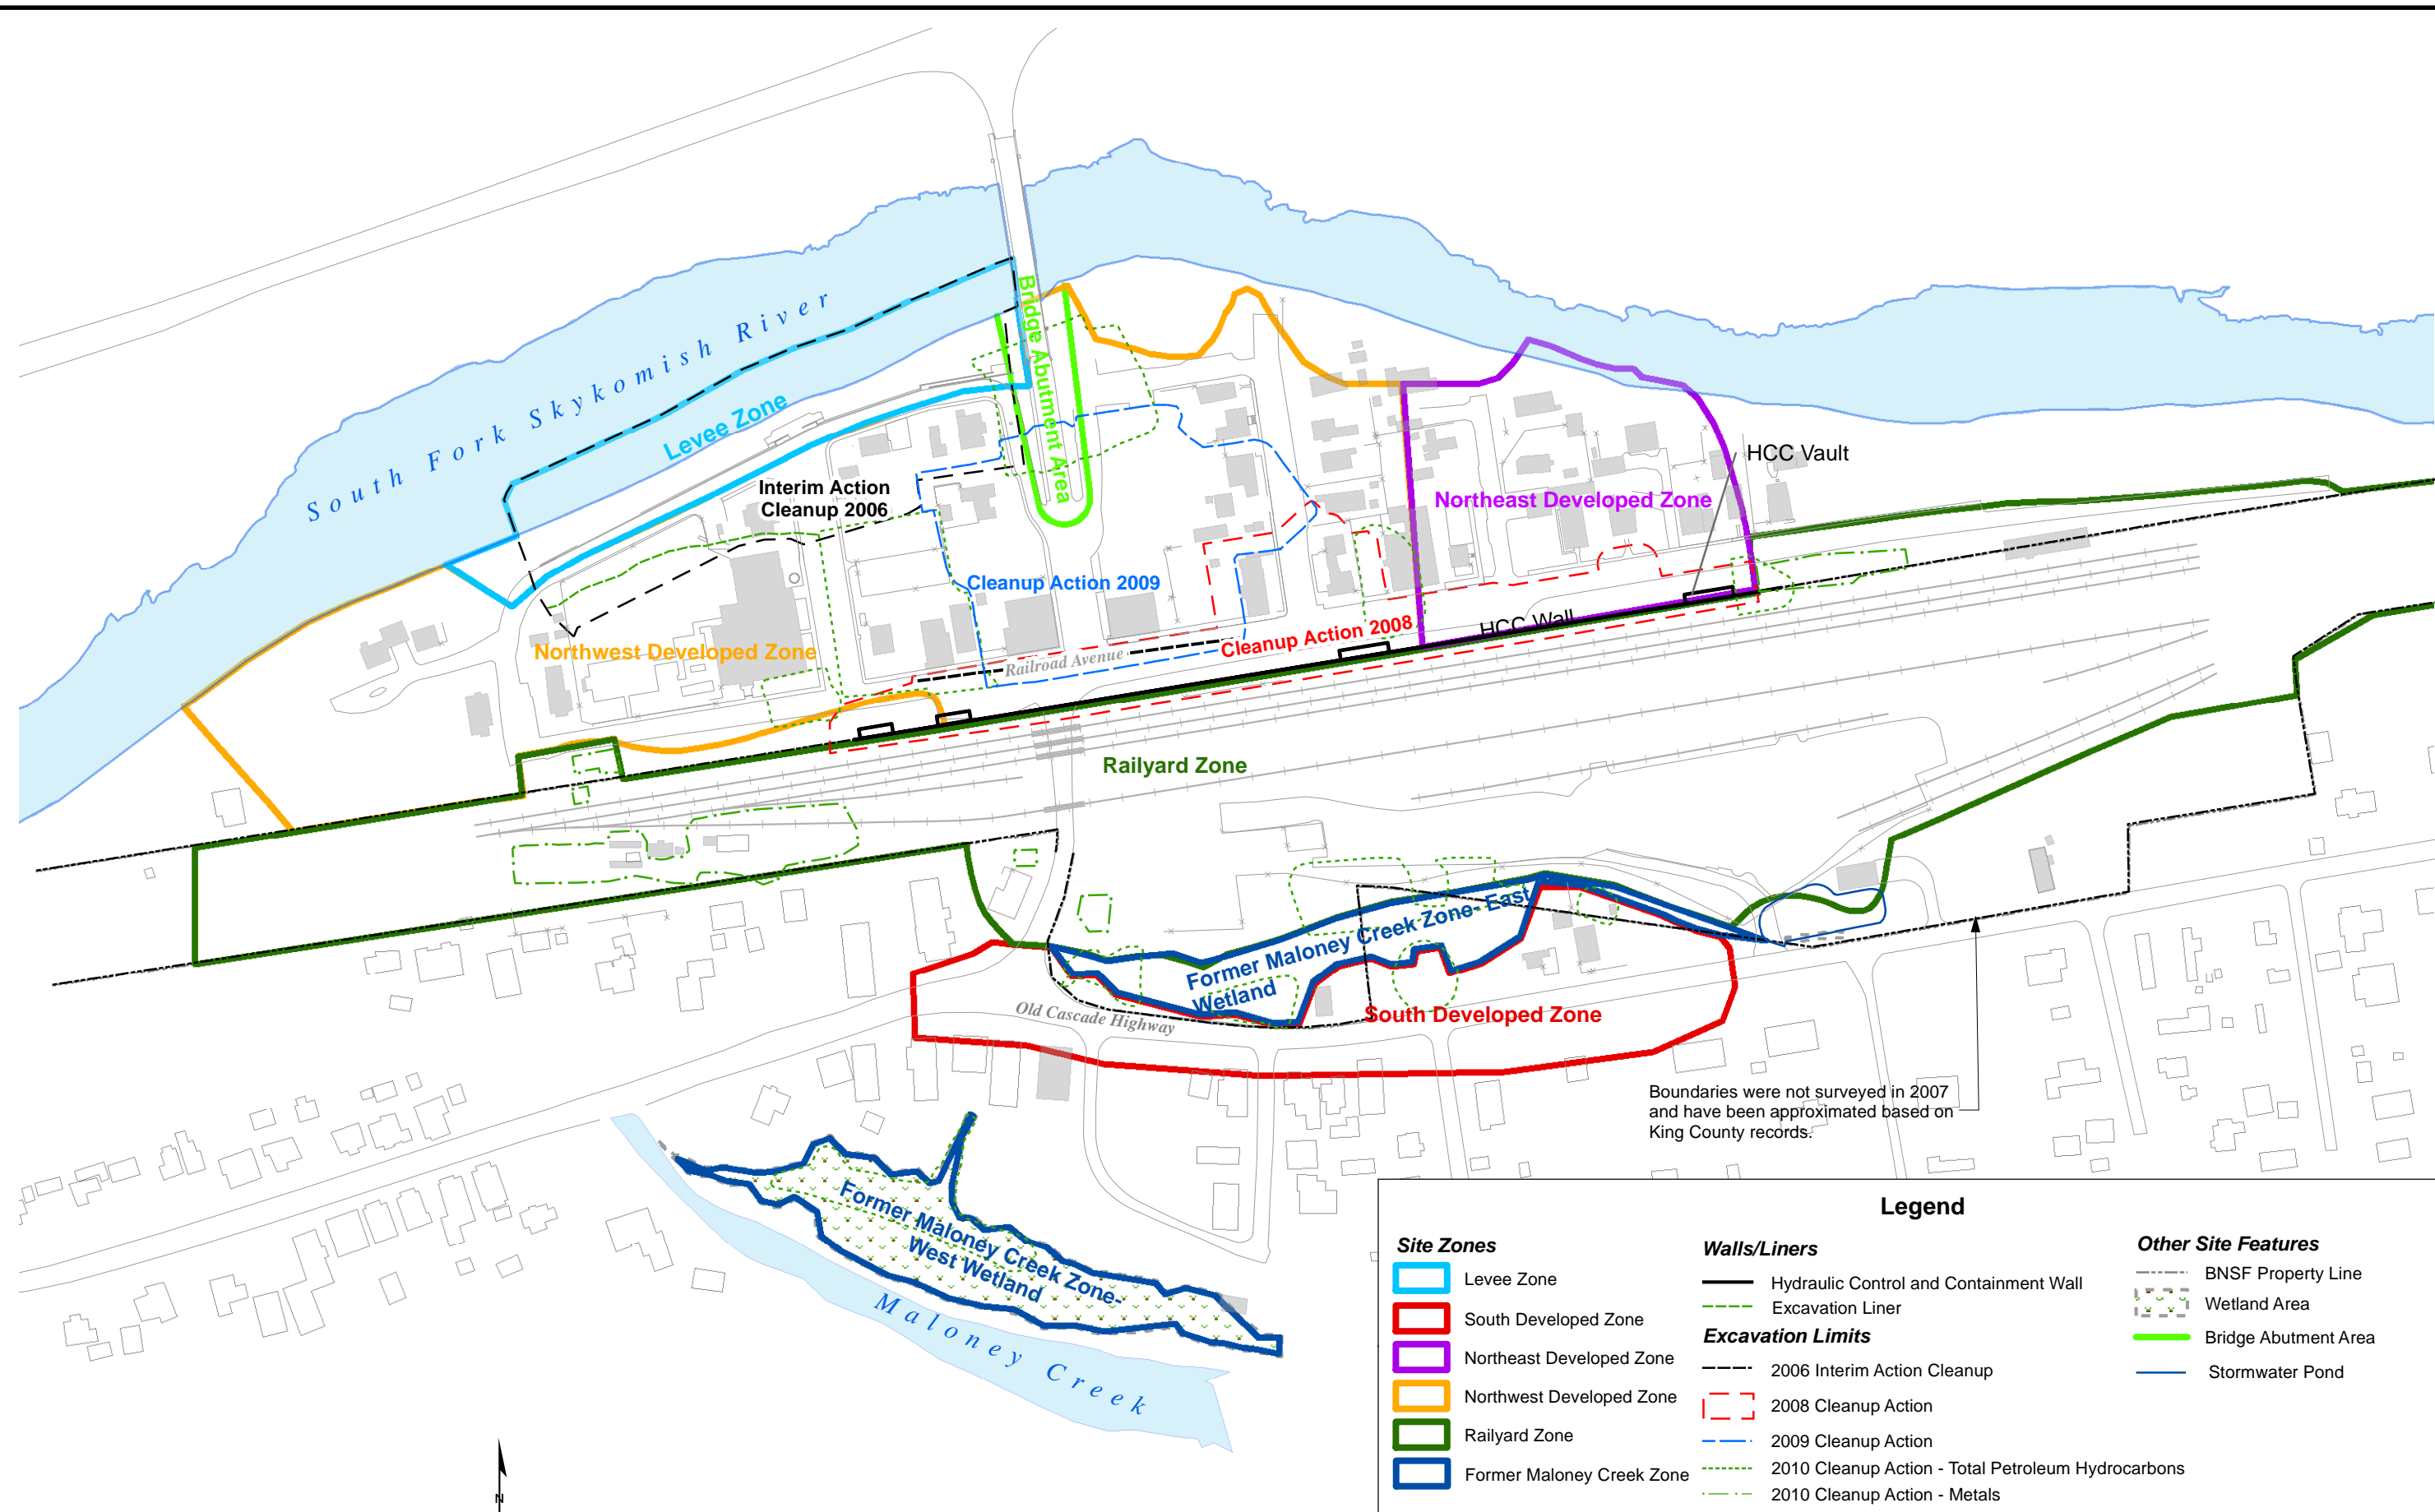 South Fork Skykomish River
Levee Zone
Bridge Abutment Area
Interim Action
Cleanup 2006
HCC Vault
Northeast Developed Zone
Cleanup Action 2009
HCC Wall
Cleanup Action 2008
Northwest Developed Zone
Railroad Avenue
Railyard Zone
Former Maloney Creek Zone- East
Wetland
Old Cascade Highway
South Developed Zone
Boundaries were not surveyed in 2007
and have been approximated based on
King County records.
Former Maloney Creek Zone-
West Wetland
Maloney Creek
N
Legend
Site Zones
Levee Zone
South Developed Zone
Northeast Developed Zone
Northwest Developed Zone
Railyard Zone
Former Maloney Creek Zone
Walls/Liners
Hydraulic Control and Containment Wall
Excavation Liner
Excavation Limits
2006 Interim Action Cleanup
2008 Cleanup Action
2009 Cleanup Action
2010 Cleanup Action - Total Petroleum Hydrocarbons
2010 Cleanup Action - Metals
Other Site Features
BNSF Property Line
Wetland Area
Bridge Abutment Area
Stormwater Pond